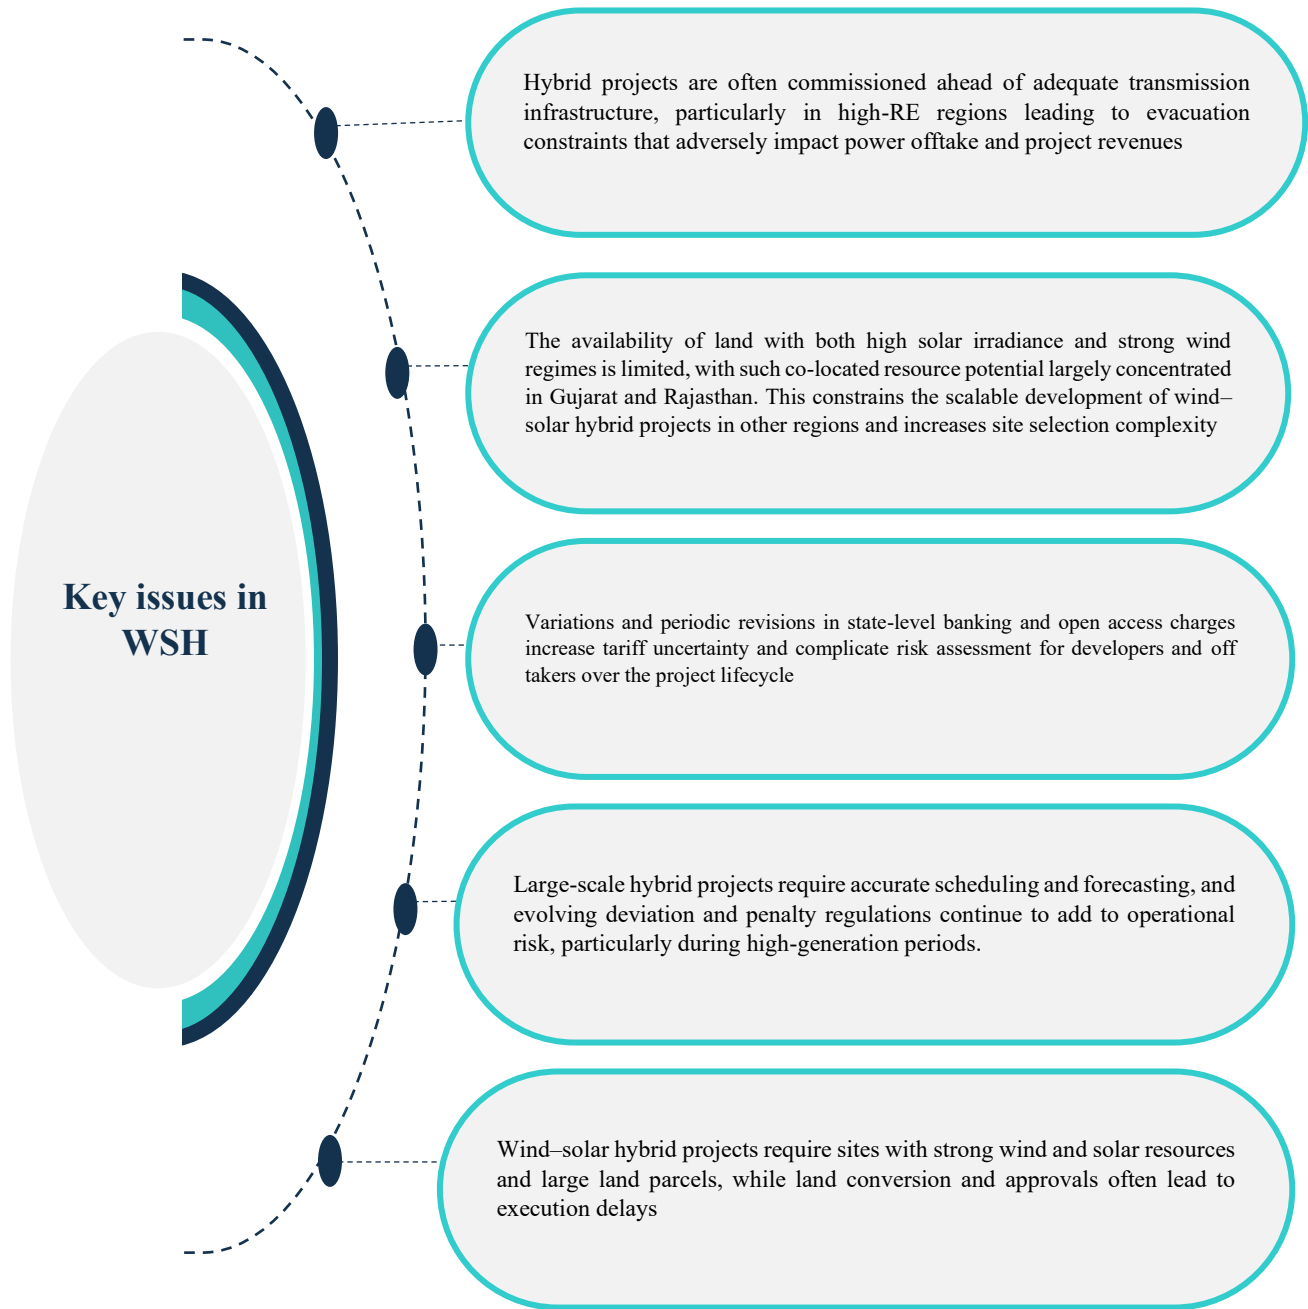 Hybrid projects are often commissioned ahead of adequate transmission
infrastructure, particularly in high-RE regions leading to evacuation
constraints that adversely impact power offtake and project revenues
The availability of land with both high solar irradiance and strong wind
regimes is limited, with such co-located resource potential largely concentrated
in Gujarat and Rajasthan. This constrains the scalable development of wind–
solar hybrid projects in other regions and increases site selection complexity
Key issues in
WSH
Variations and periodic revisions in state-level banking and open access charges
increase tariff uncertainty and complicate risk assessment for developers and off
takers over the project lifecycle
Large-scale hybrid projects require accurate scheduling and forecasting, and
evolving deviation and penalty regulations continue to add to operational
risk, particularly during high-generation periods.
Wind–solar hybrid projects require sites with strong wind and solar resources
and large land parcels, while land conversion and approvals often lead to
execution delays